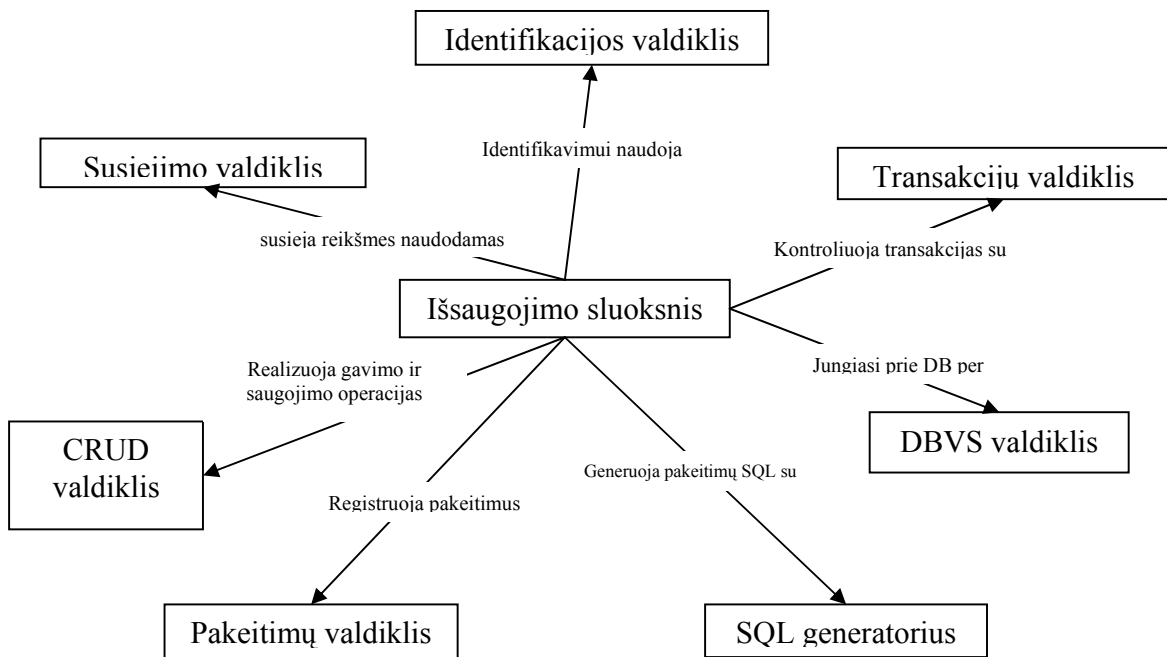 Identifikacijos valdiklis
Identifikavimui naudoja
Susiejimo valdiklis
Transakcijų valdiklis
susieja reikšmes naudodamas
Kontroliuoja transakcijas su
Išsaugojimo sluoksnis
Realizuoja gavimo ir
saugojimo operacijas
Jungiasi prie DB per
CRUD
valdiklis
DBVS valdiklis
Generuoja pakeitimų SQL su
Registruoja pakeitimus
Pakeitimų valdiklis
SQL generatorius